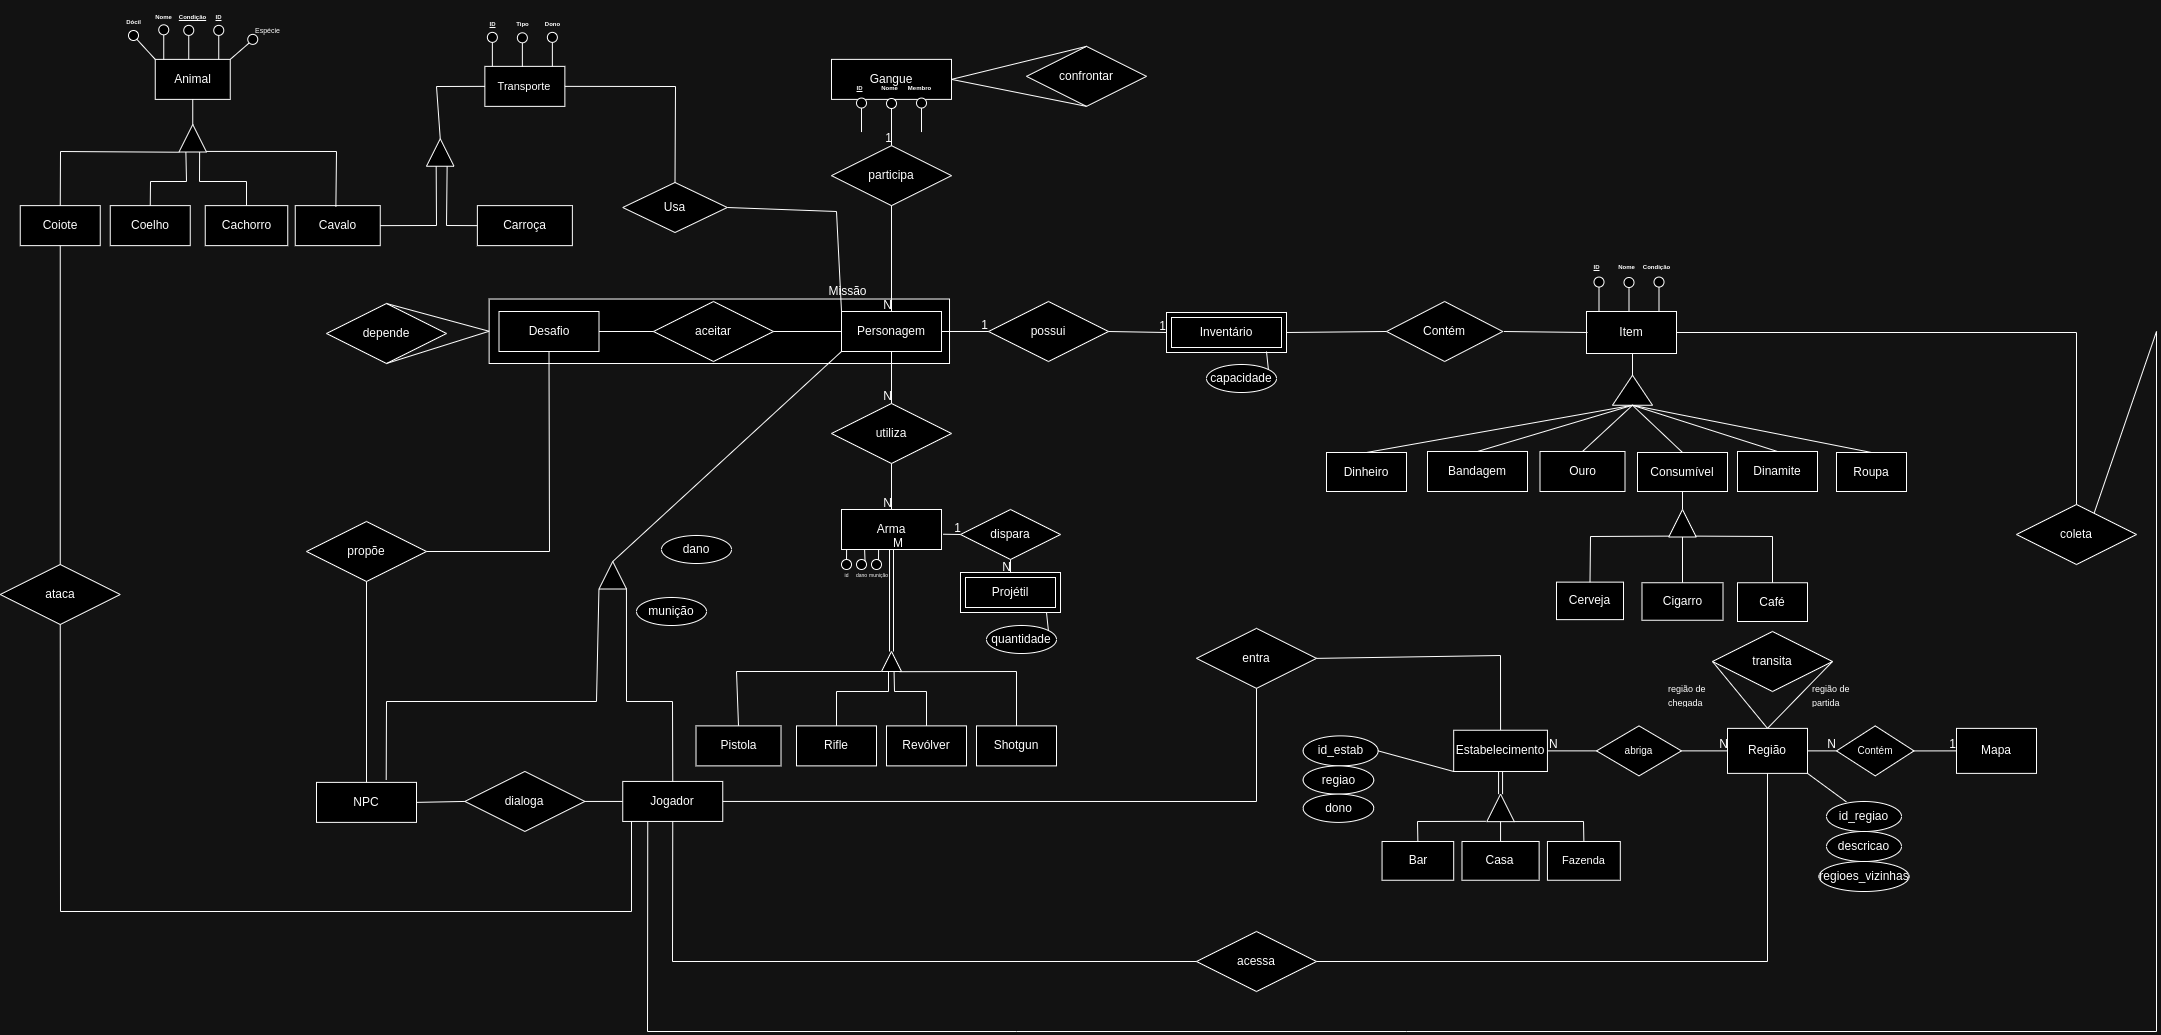 Dócil
Nome
Condição
ID
Espécie
Animal
ID
Tipo
Dono
Transporte
Gangue
ID
Nome
Membro
confrontar
1
participa
Usa
Coiote
Coelho
Cachorro
Cavalo
Carroça
ID
Nome
Condição
Missão
N
depende
Desafio
aceitar
Personagem
1
possui
1
Inventário
Contém
Item
capacidade
N
utiliza
Dinheiro
Bandagem
Ouro
Consumível
Dinamite
Roupa
N
Arma
M
1
dispara
coleta
propõe
dano
id
dano
munição
N
Projétil
ataca
munição
quantidade
Cerveja
Cigarro
Café
entra
transita
região de
chegada
região de
partida
Pistola
Rifle
Revólver
Shotgun
id_estab
regiao
dono
Estabelecimento
N
abriga
N
Região
N
Contém
1
Mapa
NPC
dialoga
Jogador
id_regiao
descricao
regioes_vizinhas
Bar
Casa
Fazenda
acessa